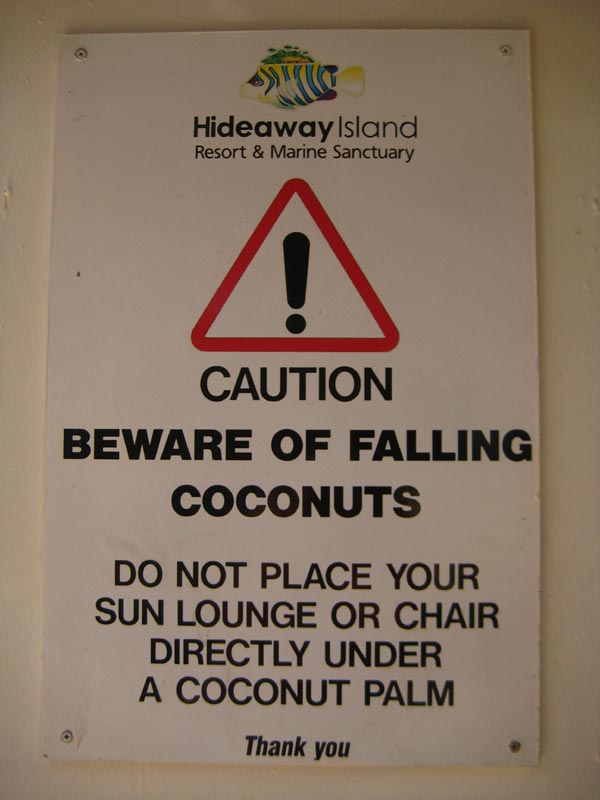 Hideaway Island
Resort & Marine Sanctuary
CAUTION
BEWARE OF FALLING
COCONUTS
DO NOT PLACE YOUR
SUN LOUNGE OR CHAIR
DIRECTLY UNDER
A COCONUT PALM
Thank you